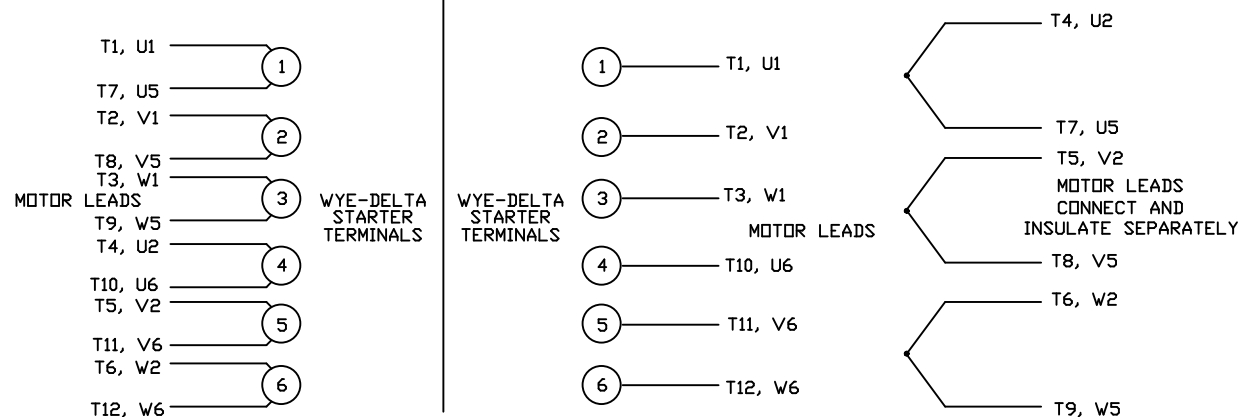 T1, U1
1
T7, U5
T2, V1
2
T8, V5
T3, W1
MOTOR LEADS
3
T9, W5
T4, U2
4
T10, U6
T5, V2
5
T11, V6
T6, W2
6
T12, W6
WYE-DELTA
STARTER
TERMINALS
WYE-DELTA
STARTER
TERMINALS
1
T1, U1
2
T2, V1
3
T3, W1
MOTOR LEADS
4
T10, U6
5
T11, V6
6
T12, W6
T4, U2
T7, U5
T5, V2
MOTOR LEADS
CONNECT AND
INSULATE SEPARATELY
T8, V5
T6, W2
T9, W5